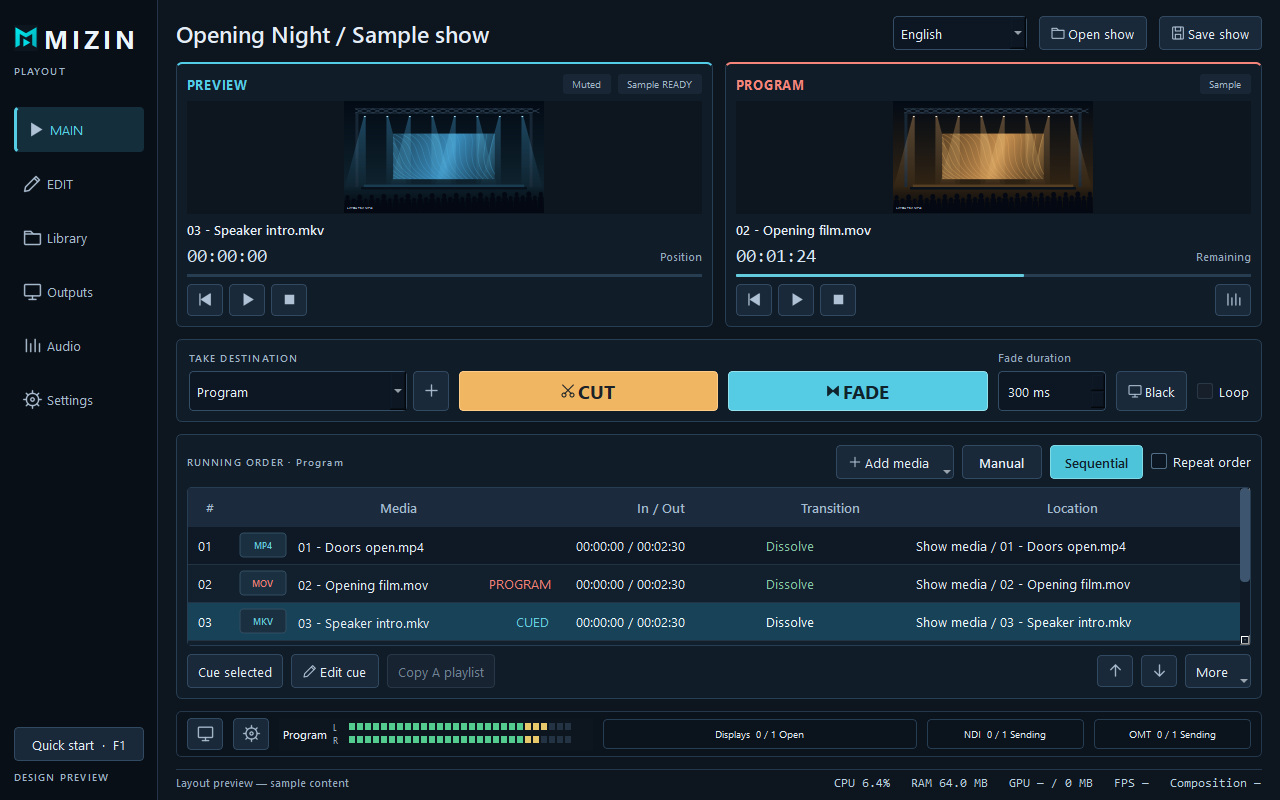 MIZIN
PLAYOUT
MAIN
EDIT
Library
Outputs
Audio
Settings
Quick start · F1
DESIGN PREVIEW
Opening Night / Sample show
English
Open show
Save show
PREVIEW
Muted
Sample READY
03 - Speaker intro.mkv
00:00:00
Position
PROGRAM
Sample
02 - Opening film.mov
00:01:24
Remaining
TAKE DESTINATION
Program
CUT
FADE
Fade duration
300 ms
Black
Loop
RUNNING ORDER · Program
Add media
Manual
Sequential
Repeat order
# Media In / Out Transition Location
01 MP4 01 - Doors open.mp4 00:00:00 / 00:02:30 Dissolve Show media / 01 - Doors open.mp4
02 MOV 02 - Opening film.mov PROGRAM 00:00:00 / 00:02:30 Dissolve Show media / 02 - Opening film.mov
03 MKV 03 - Speaker intro.mkv CUED 00:00:00 / 00:02:30 Dissolve Show media / 03 - Speaker intro.mkv
Cue selected
Edit cue
Copy A playlist
More
Program
L
R
Displays 0 / 1 Open
NDI 0 / 1 Sending
OMT 0 / 1 Sending
Layout preview — sample content
CPU 6.4% RAM 64.0 MB GPU — / 0 MB FPS — Composition —